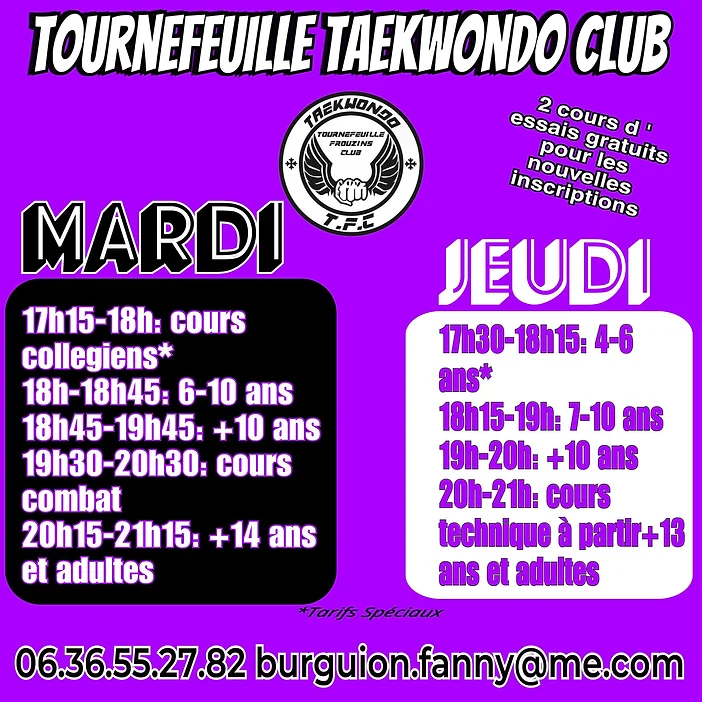 TOURNEFEUILLE TAEKWONDO CLUB
TAEKWONDO
TOURNEFEUILLE
FROUZINS
CLUB
T.F.C
2 cours d '
essais gratuits
pour les
nouvelles
inscriptions
MARDI
17h15-18h: cours
collegiens*
18h-18h45: 6-10 ans
18h45-19h45: +10 ans
19h30-20h30: cours
combat
20h15-21h15: +14 ans
et adultes
JEUDI
17h30-18h15: 4-6
ans*
18h15-19h: 7-10 ans
19h-20h: +10 ans
20h-21h: cours
technique à partir+13
ans et adultes
*Tarifs Spéciaux
06.36.55.27.82 burguion.fanny@me.com